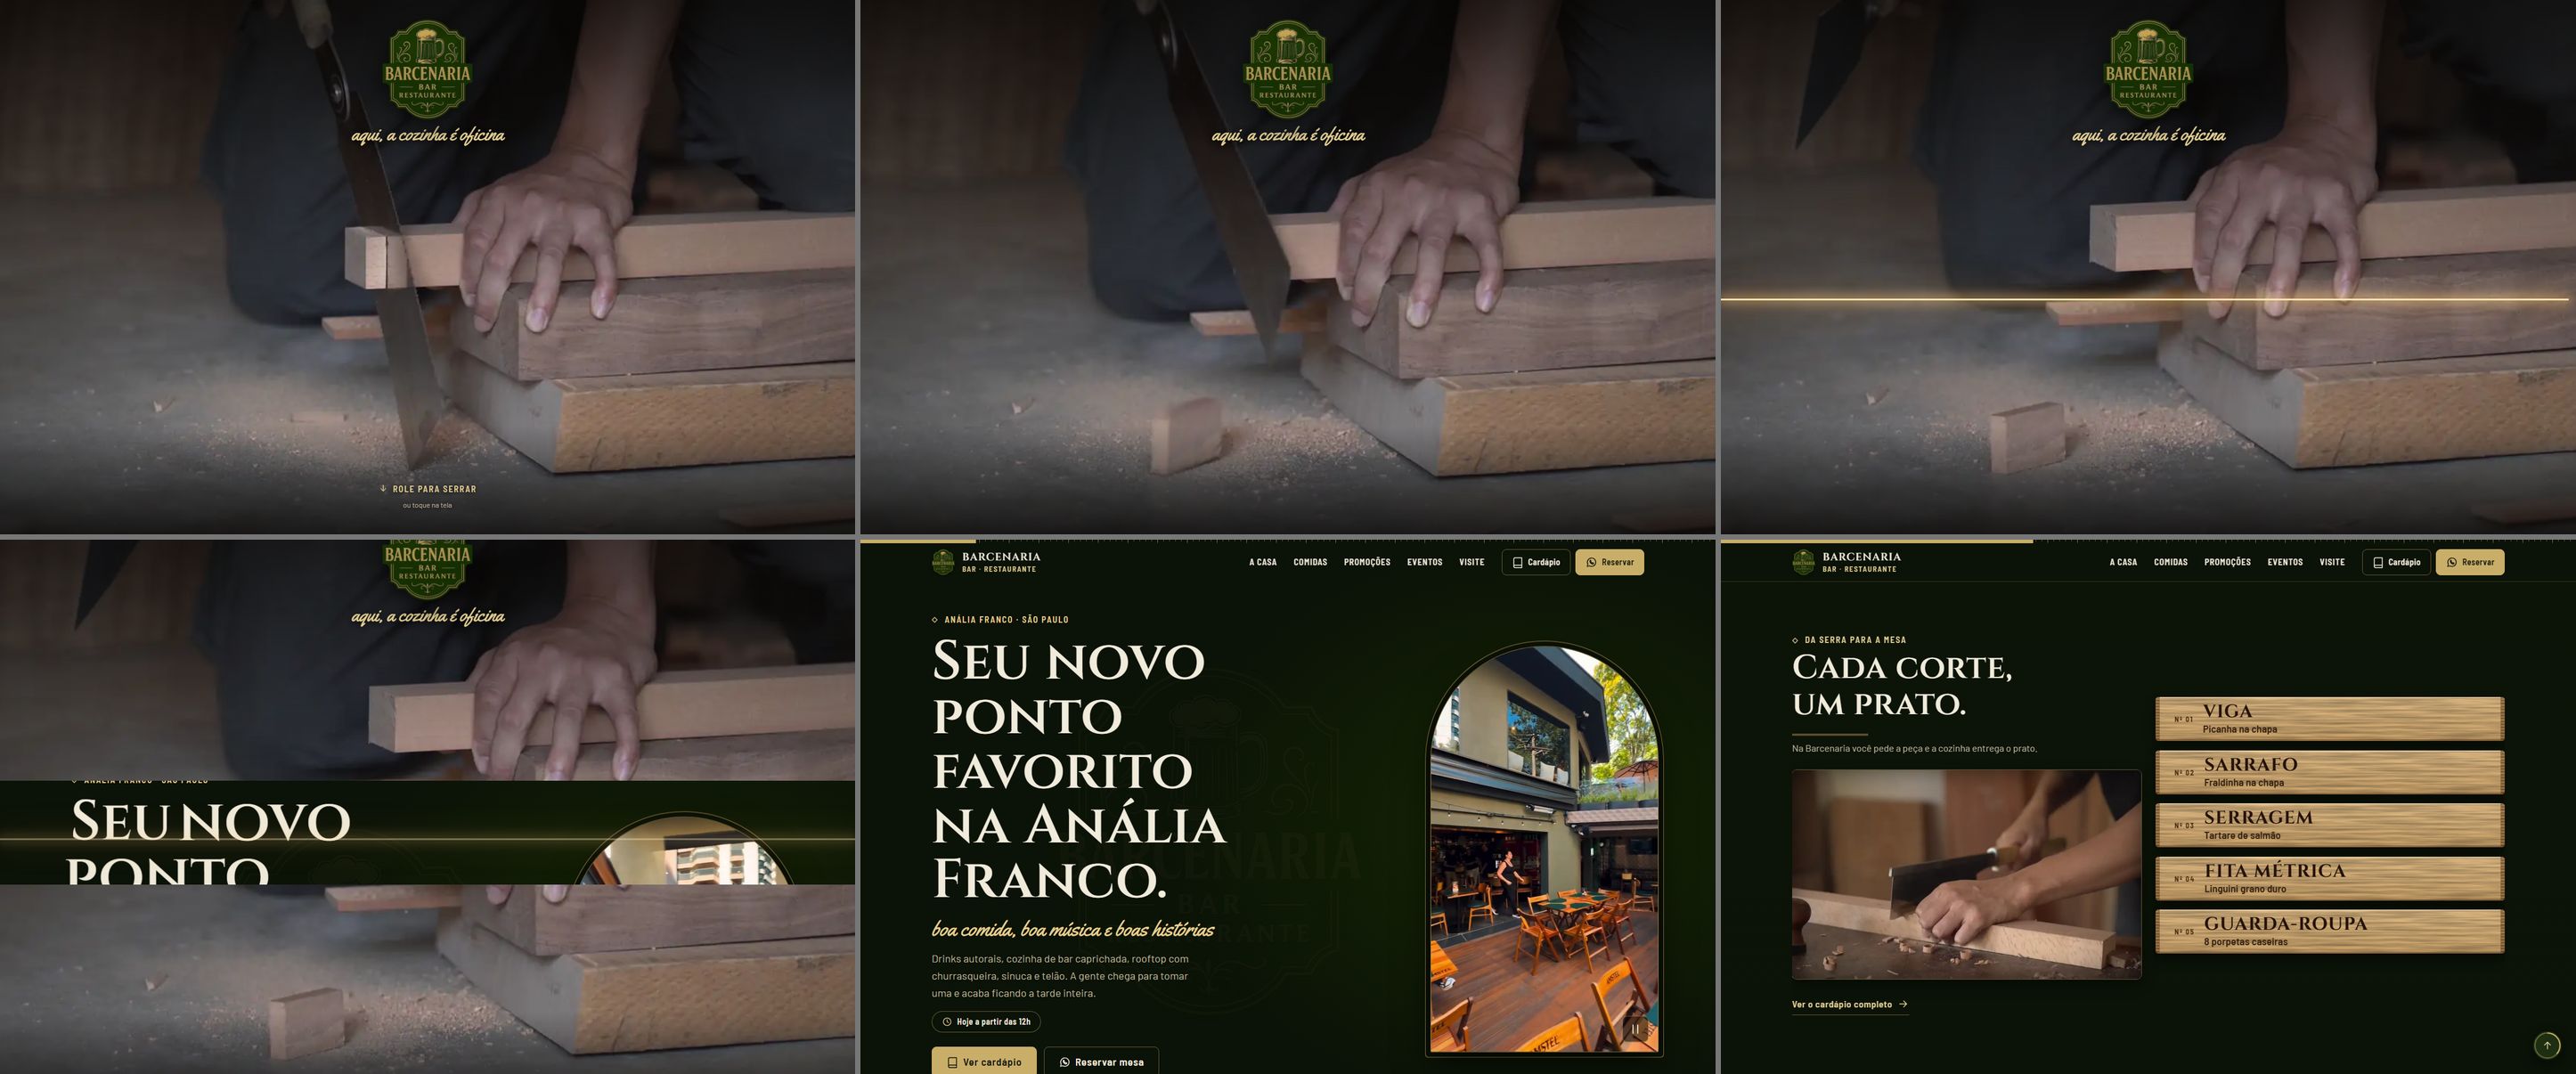 BARCENARIA
BAR
RESTAURANTE
aqui, a cozinha é oficina
ROLE PARA SERRAR
ou toque na tela
BARCENARIA
BAR
RESTAURANTE
aqui, a cozinha é oficina
BARCENARIA
BAR
RESTAURANTE
aqui, a cozinha é oficina
BARCENARIA
BAR
RESTAURANTE
aqui, a cozinha é oficina
ANÁLIA FRANCO · SÃO PAULO
SEU NOVO
PONTO
BARCENARIA
BAR · RESTAURANTE
A CASA COMIDAS PROMOÇÕES EVENTOS VISITE Cardápio Reservar
ANÁLIA FRANCO · SÃO PAULO
SEU NOVO
PONTO
FAVORITO
NA ANÁLIA
FRANCO.
boa comida, boa música e boas histórias
Drinks autorais, cozinha de bar caprichada, rooftop com
churrasqueira, sinuca e telão. A gente chega para tomar
uma e acaba ficando a tarde inteira.
Hoje a partir das 12h
Ver cardápio Reservar mesa
BARCENARIA
BAR · RESTAURANTE
A CASA COMIDAS PROMOÇÕES EVENTOS VISITE Cardápio Reservar
DA SERRA PARA A MESA
CADA CORTE,
UM PRATO.
Na Barcenaria você pede a peça e a cozinha entrega o prato.
Ver o cardápio completo
Nº 01 VIGA
Picanha na chapa
Nº 02 SARRAFO
Fraldinha na chapa
Nº 03 SERRAGEM
Tartare de salmão
Nº 04 FITA MÉTRICA
Linguini grano duro
Nº 05 GUARDA-ROUPA
8 porpetas caseiras